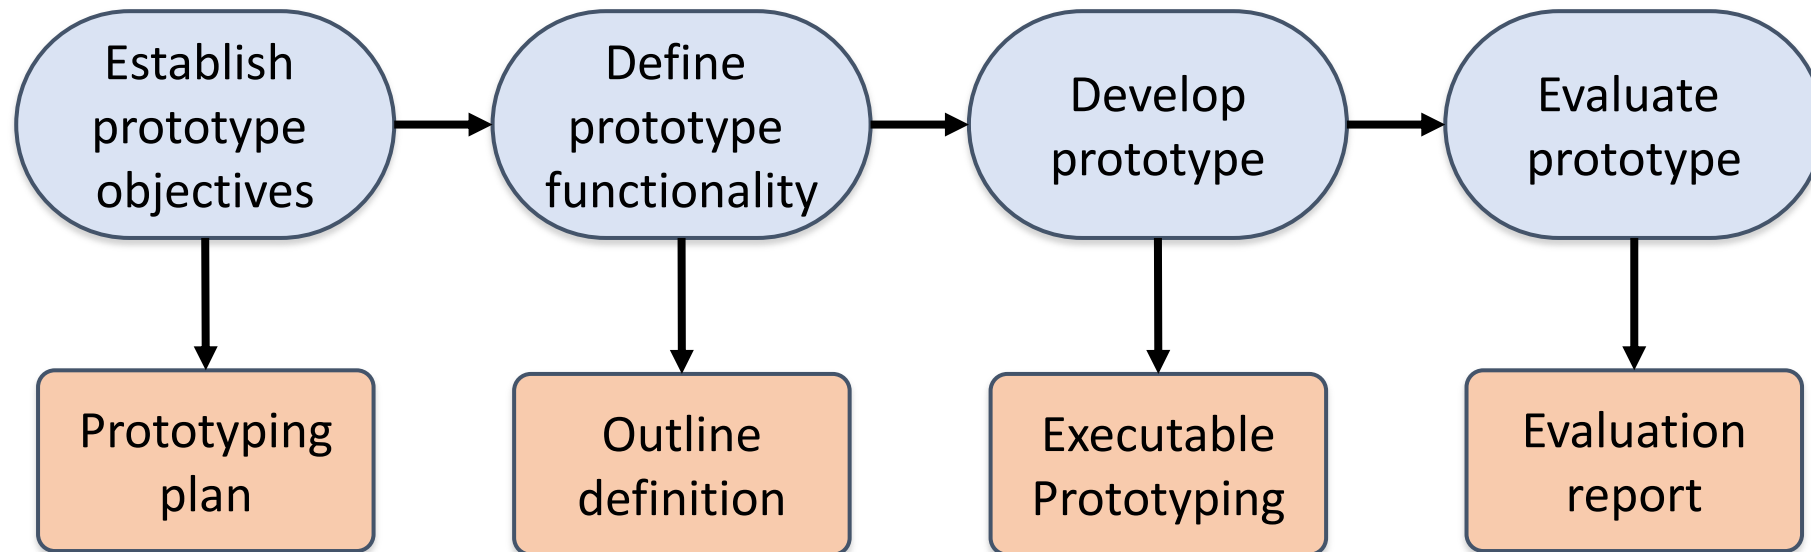 Establish
prototype
objectives
Define
prototype
functionality
Develop
prototype
Evaluate
prototype
Prototyping
plan
Outline
definition
Executable
Prototyping
Evaluation
report